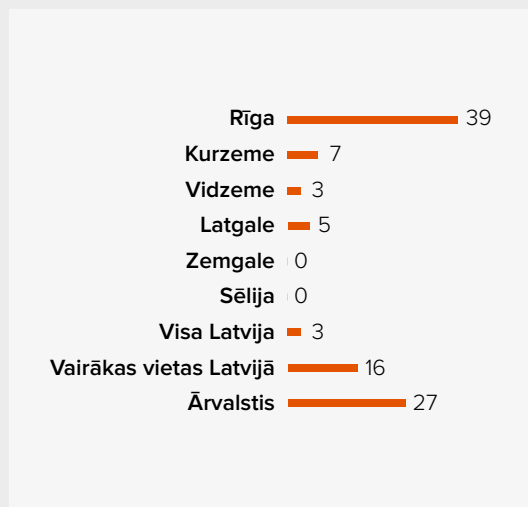 Rīga 39
Kurzeme 7
Vidzeme 3
Latgale 5
Zemgale 0
Sēlija 0
Visa Latvija 3
Vairākas vietas Latvijā 16
Ārvalstis 27